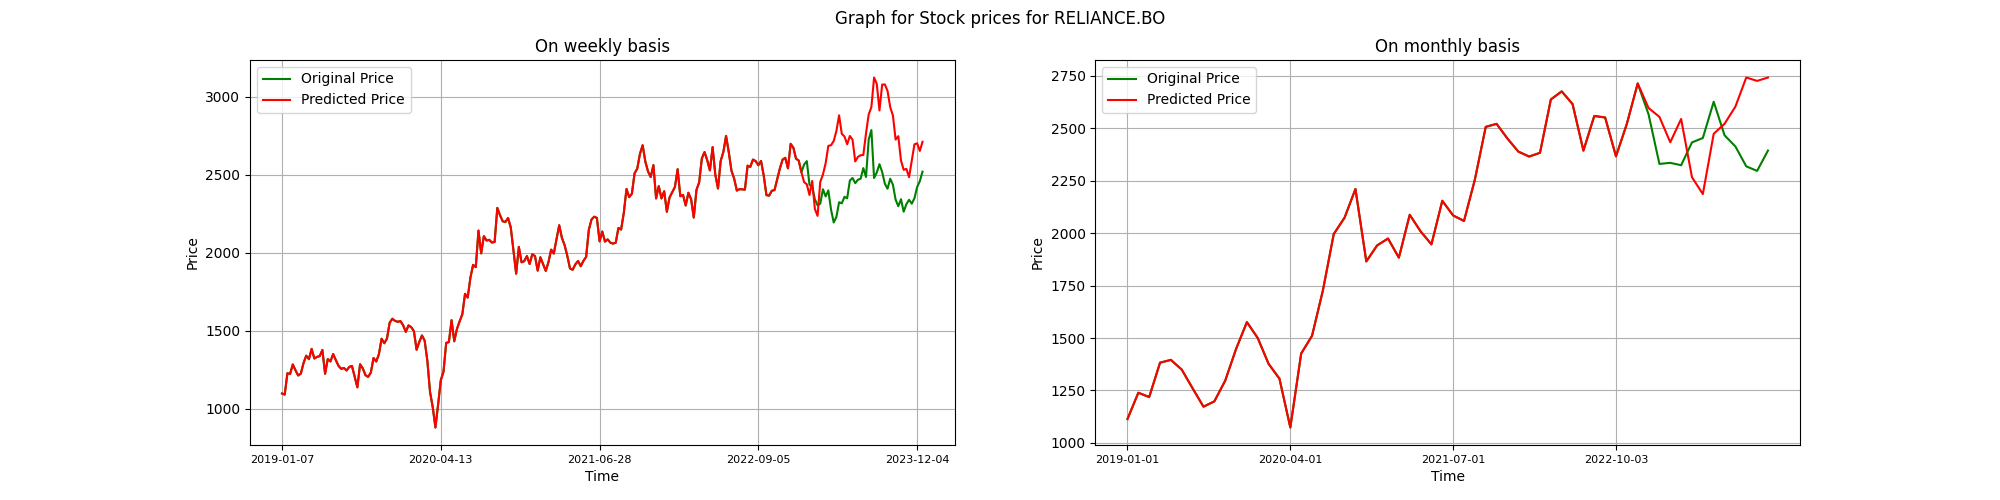 Graph for Stock prices for RELIANCE.BO
On weekly basis
Original Price
Predicted Price
3000
2500
2000
1500
1000
Price
2019-01-07
2020-04-13
2021-06-28
2022-09-05
2023-12-04
Time
On monthly basis
Original Price
Predicted Price
2750
2500
2250
2000
1750
1500
1250
1000
Price
2019-01-01
2020-04-01
2021-07-01
2022-10-03
Time